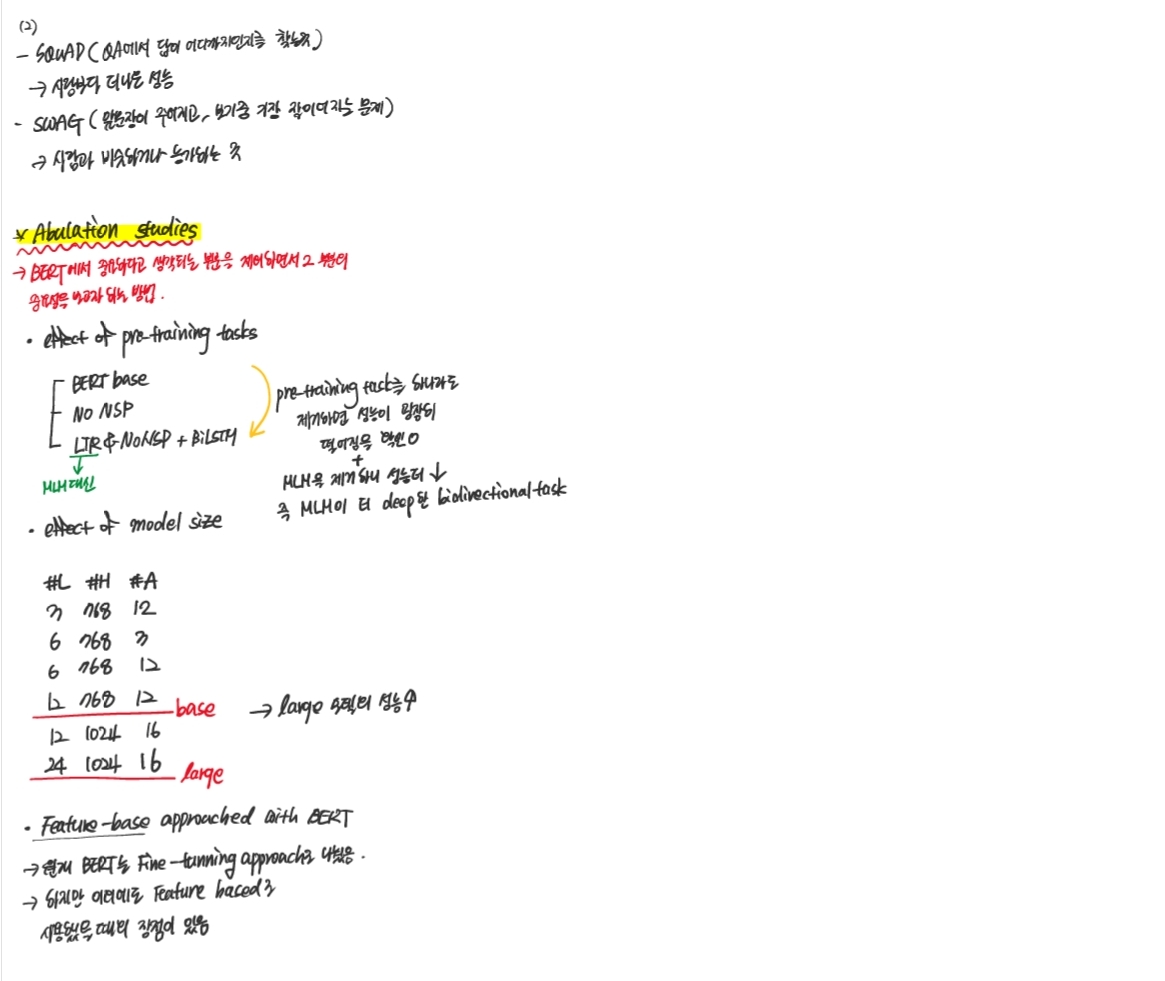 (2)
- SQuAD ( QA에서 답이 어디까지인지를 찾는것 )
→ 사람보다 더나은 성능
- SWAG ( 앞문장이 주어지고, 보기중 가장 잘이어지는 문제 )
→ 사람과 비슷하거나 능가하는 것
* Abulation studies
→ BERT에서 중요하다고 생각되는 부분을 제거하면서 그 부분의
중요성을 보고자 하는 방법.
• effect of pre-training tasks
BERT base
NO NSP
LTR & NoNSP + BiLSTM
MLM대신
pre-training task를 하나라도
제거하면 성능이 굉장히
떨어짐을 확인O
+
MLM을 제거하니 성능더 ↓
즉 MLM이 더 deep한 bidirectional task
• effect of model size
#L #H #A
3 768 12
6 768 3
6 768 12
12 768 12 base → large 모델의 성능↑
12 1024 16
24 1024 16 large
• Feature-base approached with BERT
→ 현재 BERT는 Fine-tunning approach로 나왔음.
→ 하지만 이외에도 Feature based로
사용했을 때의 장점이 있음